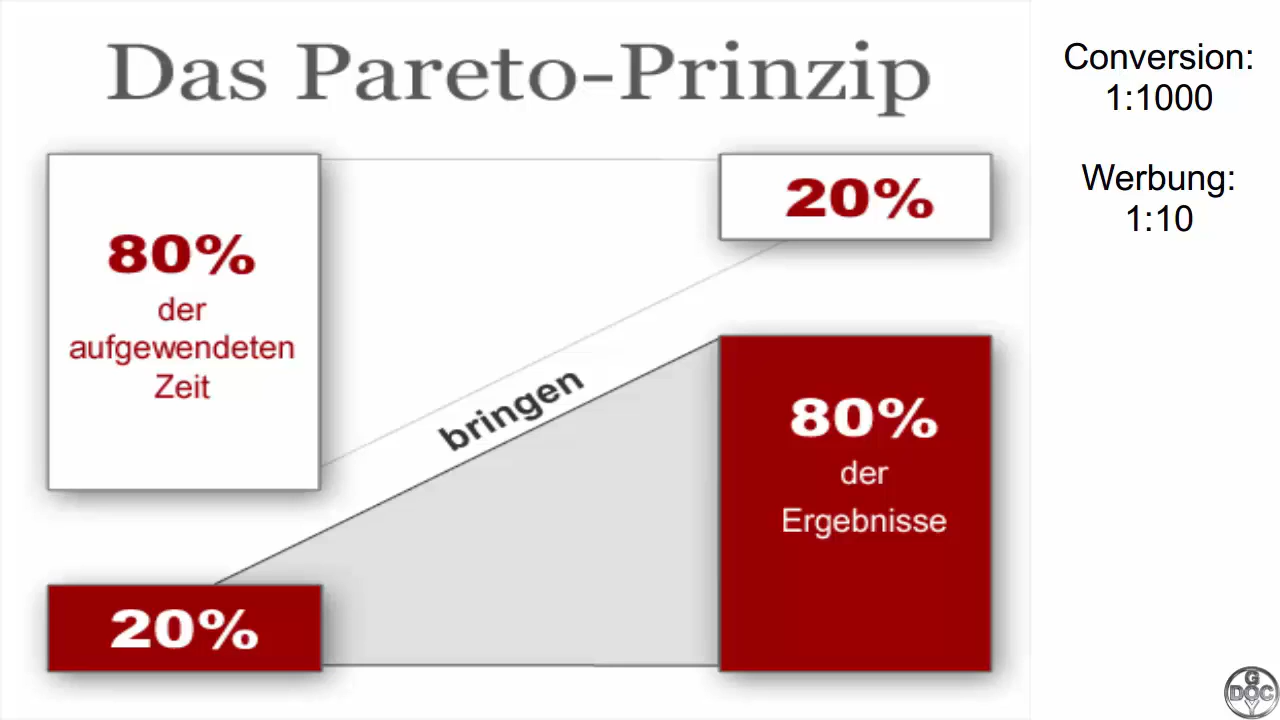 Das Pareto-Prinzip
80%
der
aufgewendeten
Zeit
20%
bringen
20%
80%
der
Ergebnisse
Conversion:
1:1000
Werbung:
1:10
G
DOC
Y